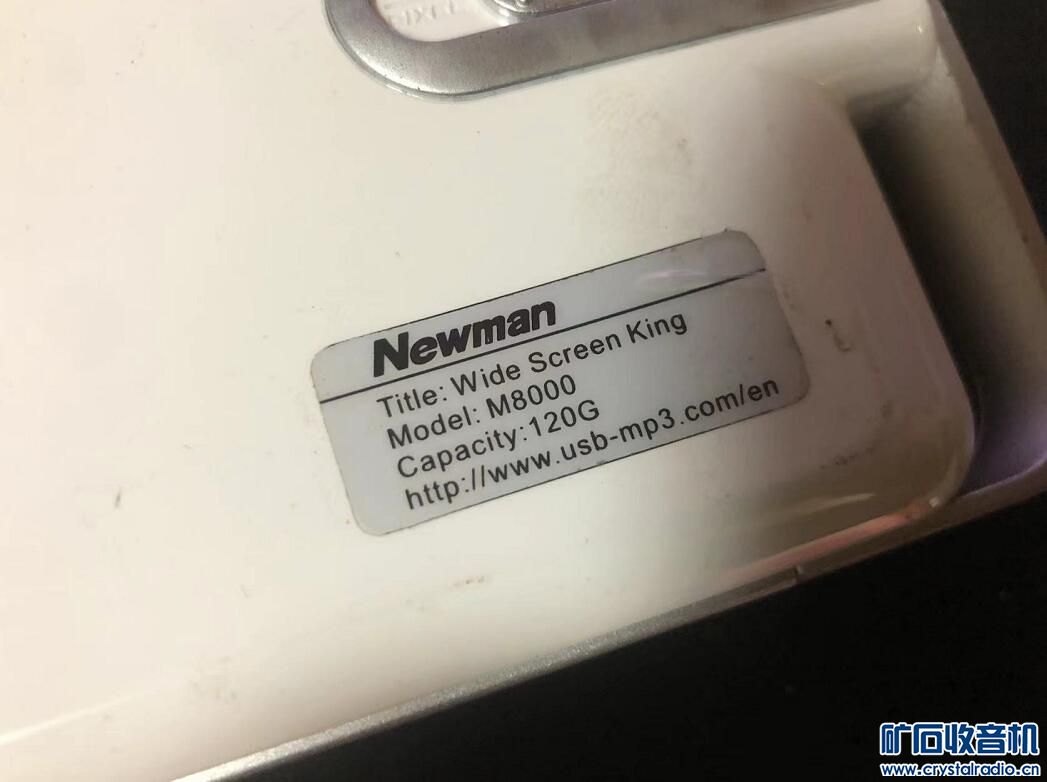 Newman
Title: Wide Screen King
Model: M8000
Capacity:120G
http://www.usb-mp3.com/en
矿石收音机
www.crystalradio.cn